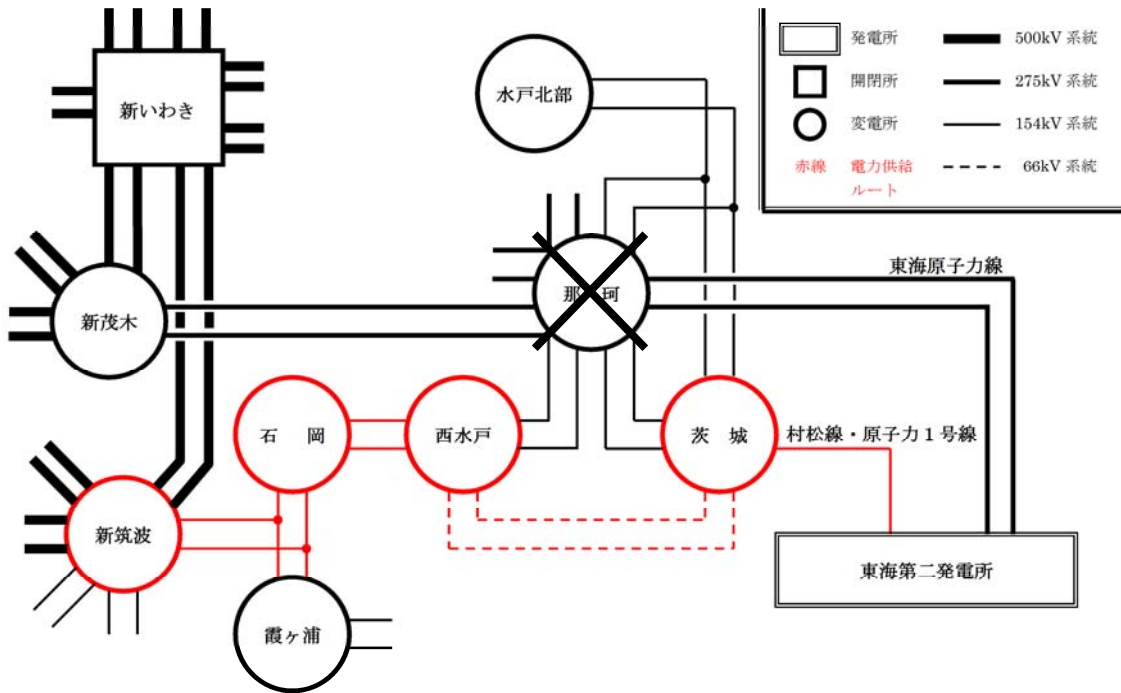 発電所
500kV 系統
開閉所
275kV 系統
変電所
154kV 系統
赤線
電力供給
ルート
66kV 系統
新いわき
水戸北部
那珂
東海原子力線
新茂木
石岡
西水戸
茨城
村松線・原子力1号線
新筑波
東海第二発電所
霞ヶ浦